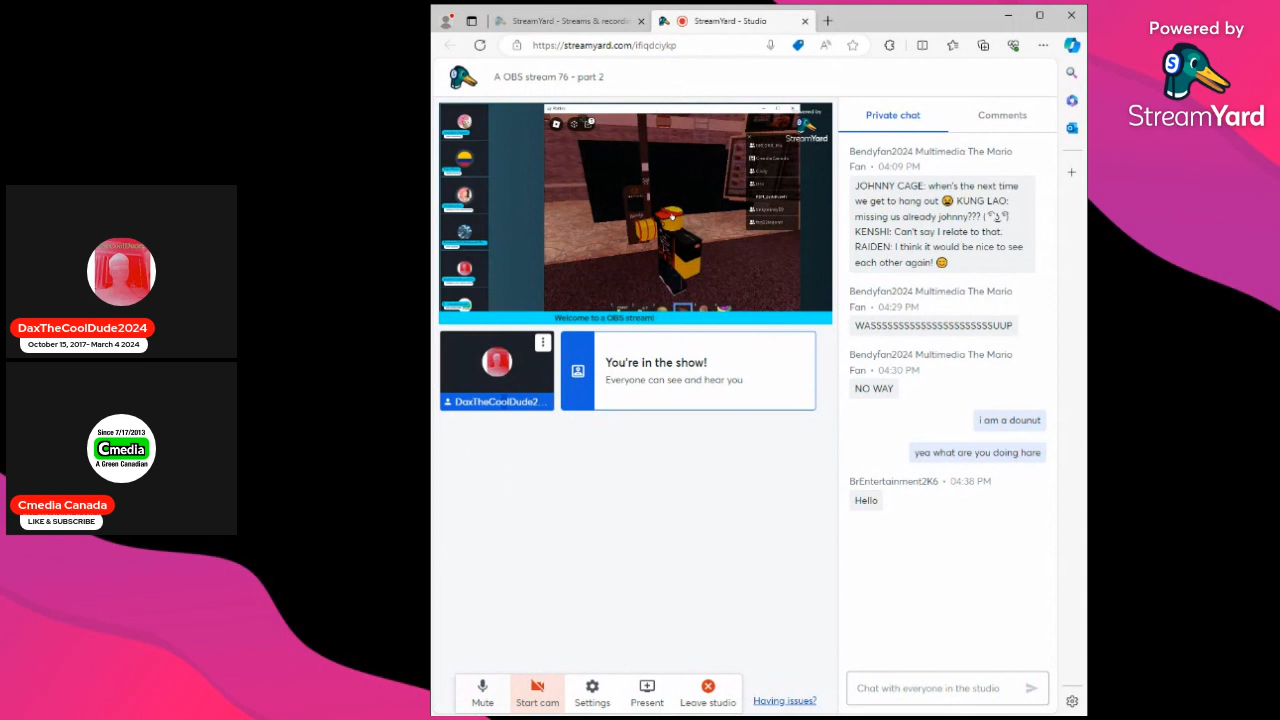 Powered by
StreamYard
StreamYard - Streams & recordin
StreamYard - Studio
https://streamyard.com/ifiqdciykp
A OBS stream 76 - part 2
Private chat
Comments
Powered by
StreamYard
Welcome to a OBS stream!
DaxTheCoolDude2...
You're in the show!
Everyone can see and hear you
Bendyfan2024 Multimedia The Mario
Fan • 04:09 PM
JOHNNY CAGE: when's the next time
we get to hang out 😫 KUNG LAO:
missing us already johnny??? ( ͡° ͜ʖ ͡°)
KENSHI: Can't say I relate to that.
RAIDEN: I think it would be nice to see
each other again! 😊
Bendyfan2024 Multimedia The Mario
Fan • 04:29 PM
WASSSSSSSSSSSSSSSSSSSSSSUUP
Bendyfan2024 Multimedia The Mario
Fan • 04:30 PM
NO WAY
i am a dounut
yea what are you doing hare
BrEntertainment2K6 • 04:38 PM
Hello
Chat with everyone in the studio
Mute
Start cam
Settings
Present
Leave studio
Having issues?
DaxTheCoolDude2024
October 15, 2017- March 4 2024
Since 7/17/2013
Cmedia
A Green Canadian
Cmedia Canada
LIKE & SUBSCRIBE